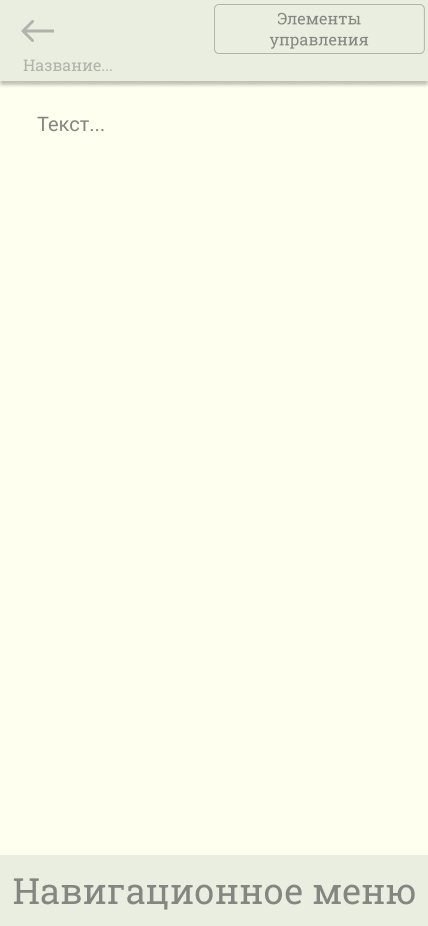 Элементы
управления
Название...
Текст...
Навигационное меню